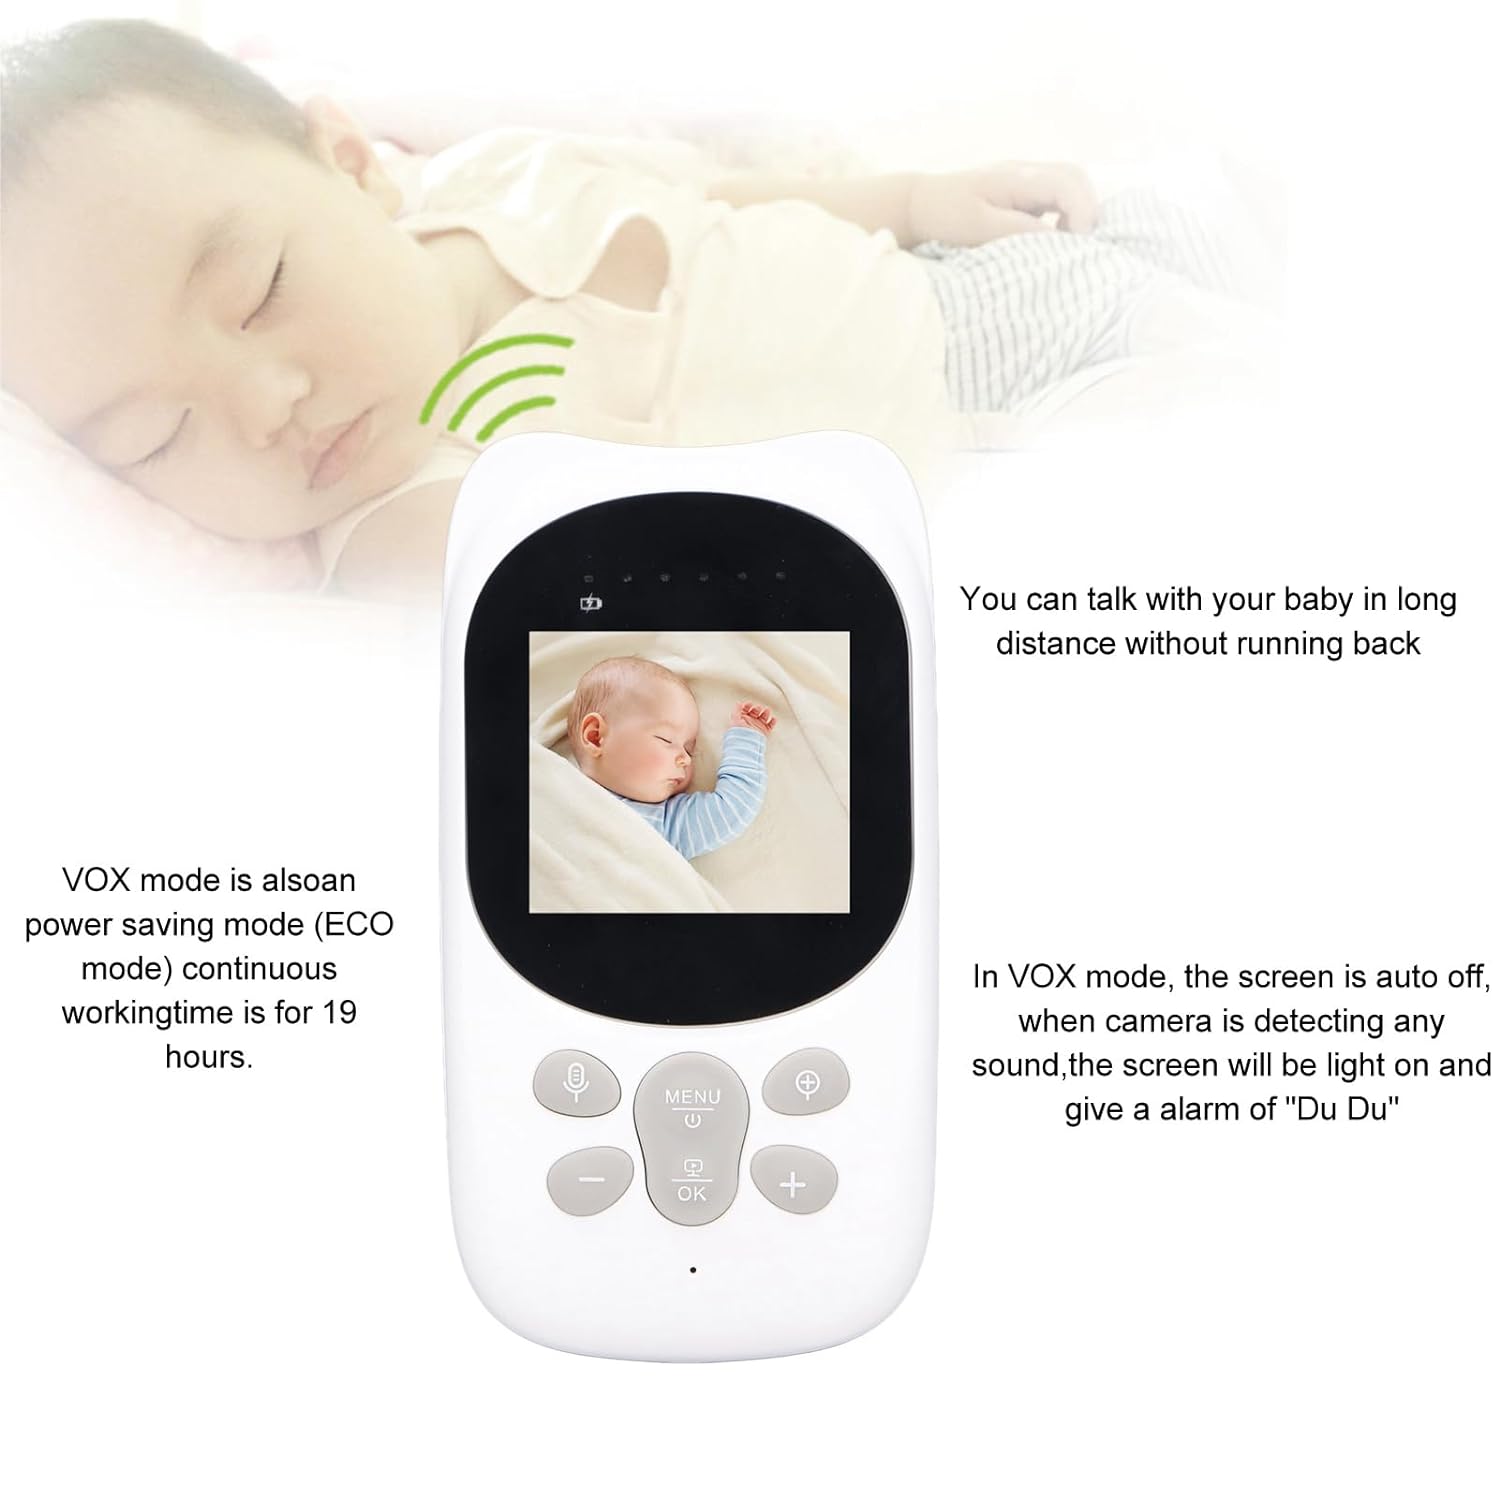 You can talk with your baby in long
distance without running back
VOX mode is alsoan
power saving mode (ECO
mode) continuous
workingtime is for 19
hours.
In VOX mode, the screen is auto off,
when camera is detecting any
sound,the screen will be light on and
give a alarm of "Du Du"
MENU
OK